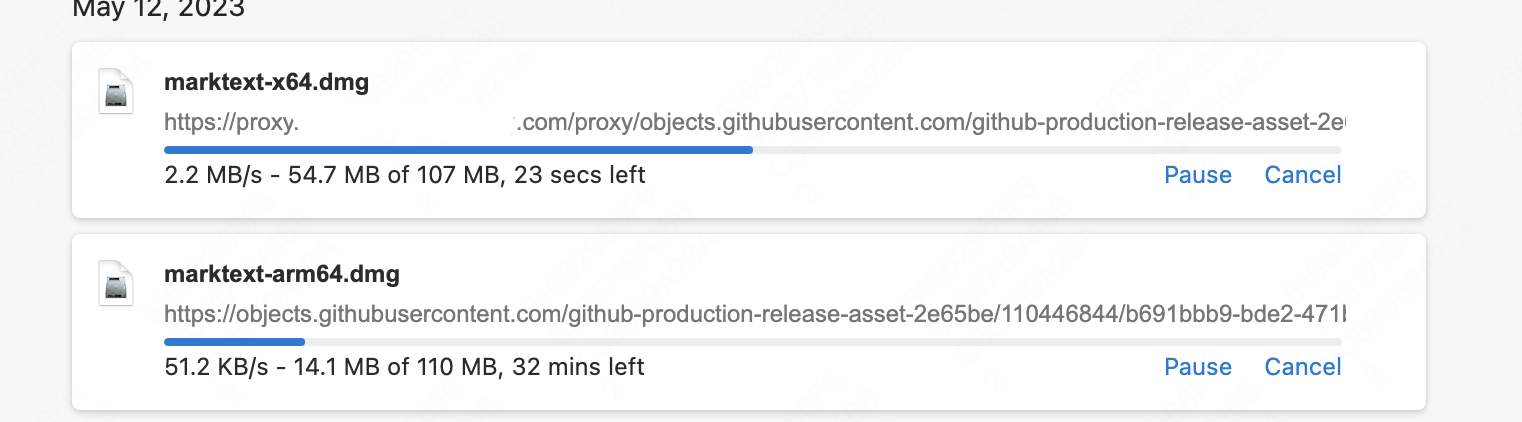 May 12, 2023
marktext-x64.dmg
https://proxy. .com/proxy/objects.githubusercontent.com/github-production-release-asset-2e
2.2 MB/s - 54.7 MB of 107 MB, 23 secs left
Pause Cancel
marktext-arm64.dmg
https://objects.githubusercontent.com/github-production-release-asset-2e65be/110446844/b691bbb9-bde2-471
51.2 KB/s - 14.1 MB of 110 MB, 32 mins left
Pause Cancel